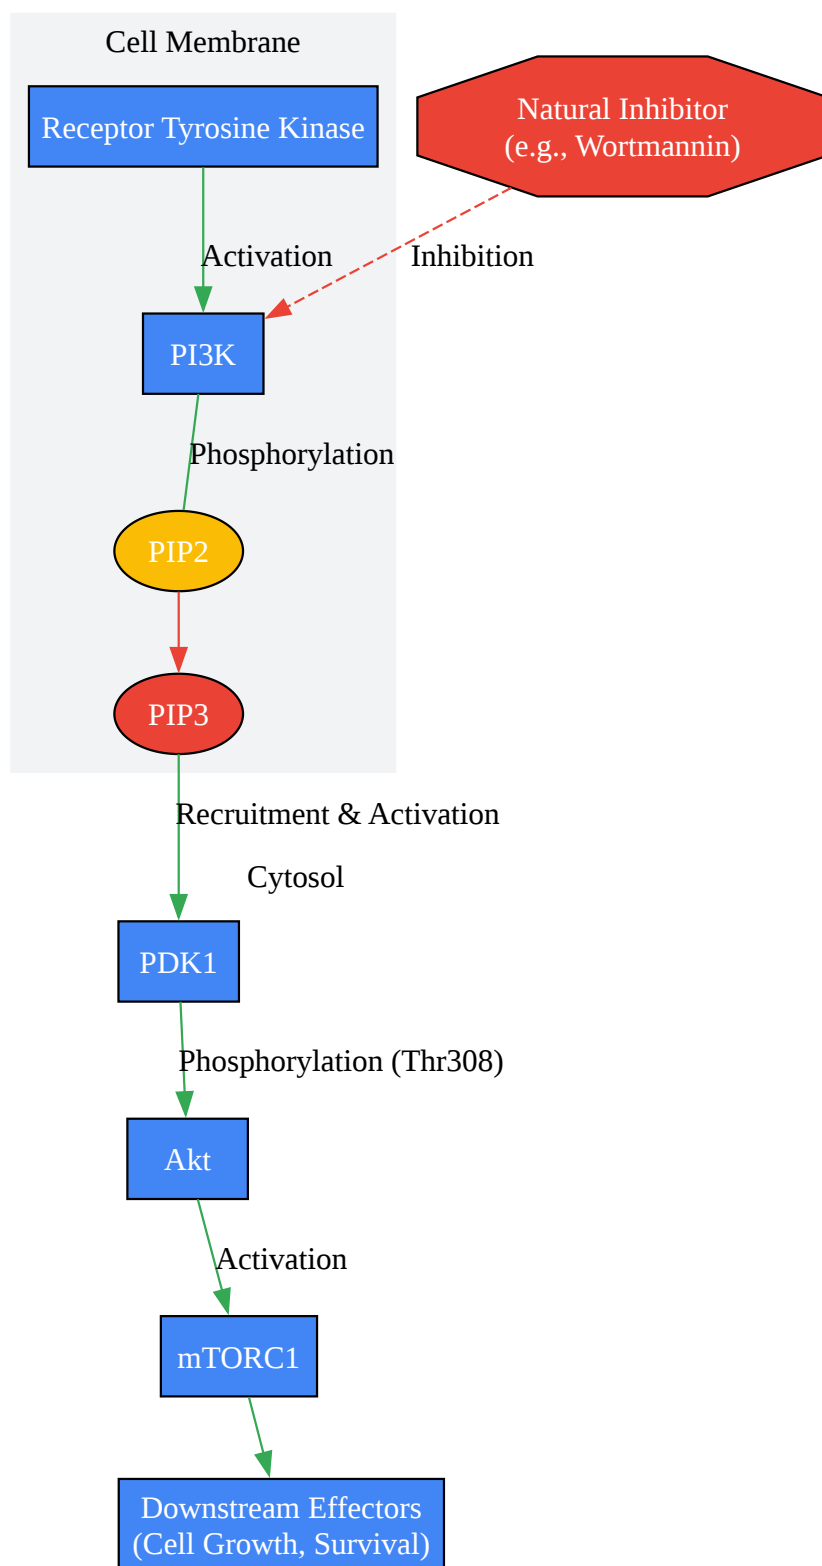 Cell Membrane
Receptor Tyrosine Kinase
Natural Inhibitor
(e.g., Wortmannin)
Activation
Inhibition
PI3K
Phosphorylation
PIP2
PIP3
Recruitment & Activation
Cytosol
PDK1
Phosphorylation (Thr308)
Akt
Activation
mTORC1
Downstream Effectors
(Cell Growth, Survival)